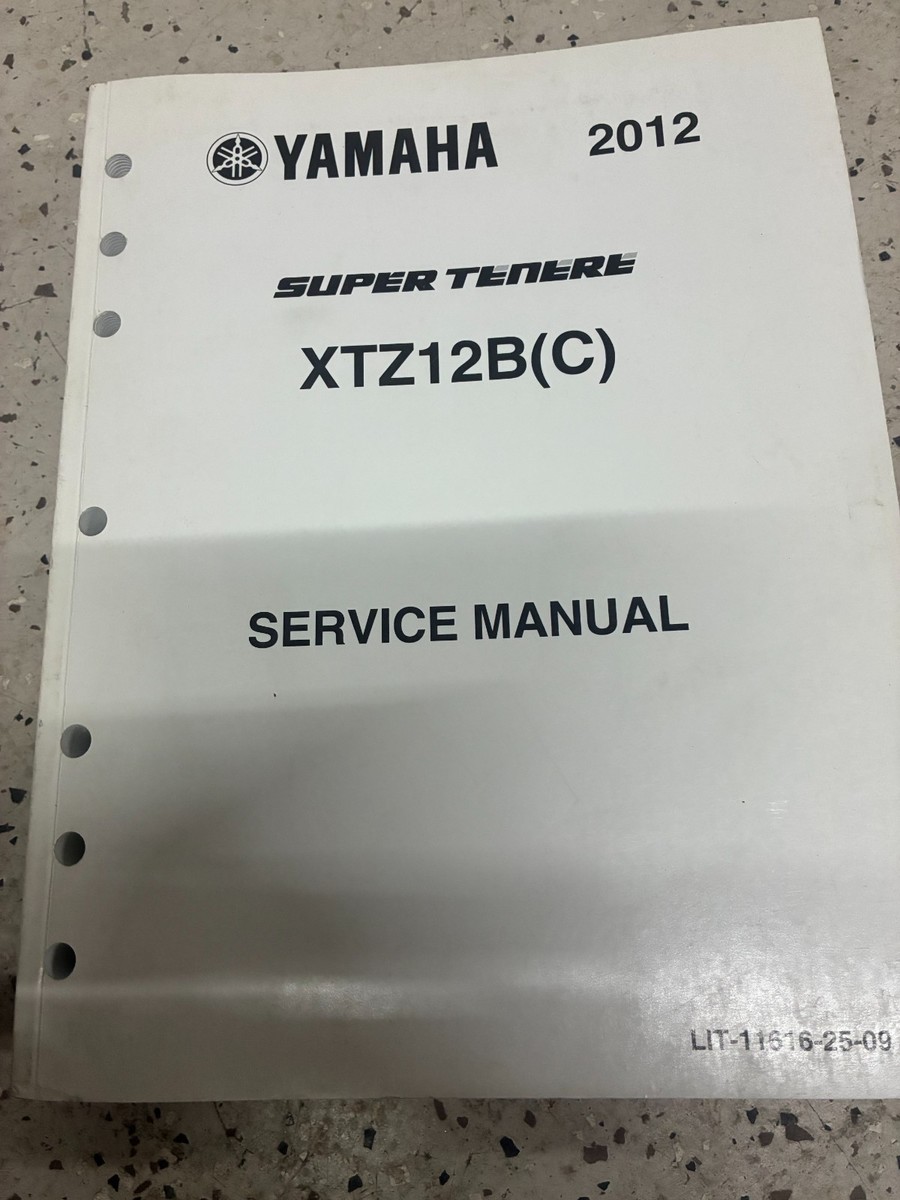 YAMAHA 2012
SUPER TENERE
XTZ12B(C)
SERVICE MANUAL
LIT-11616-25-09